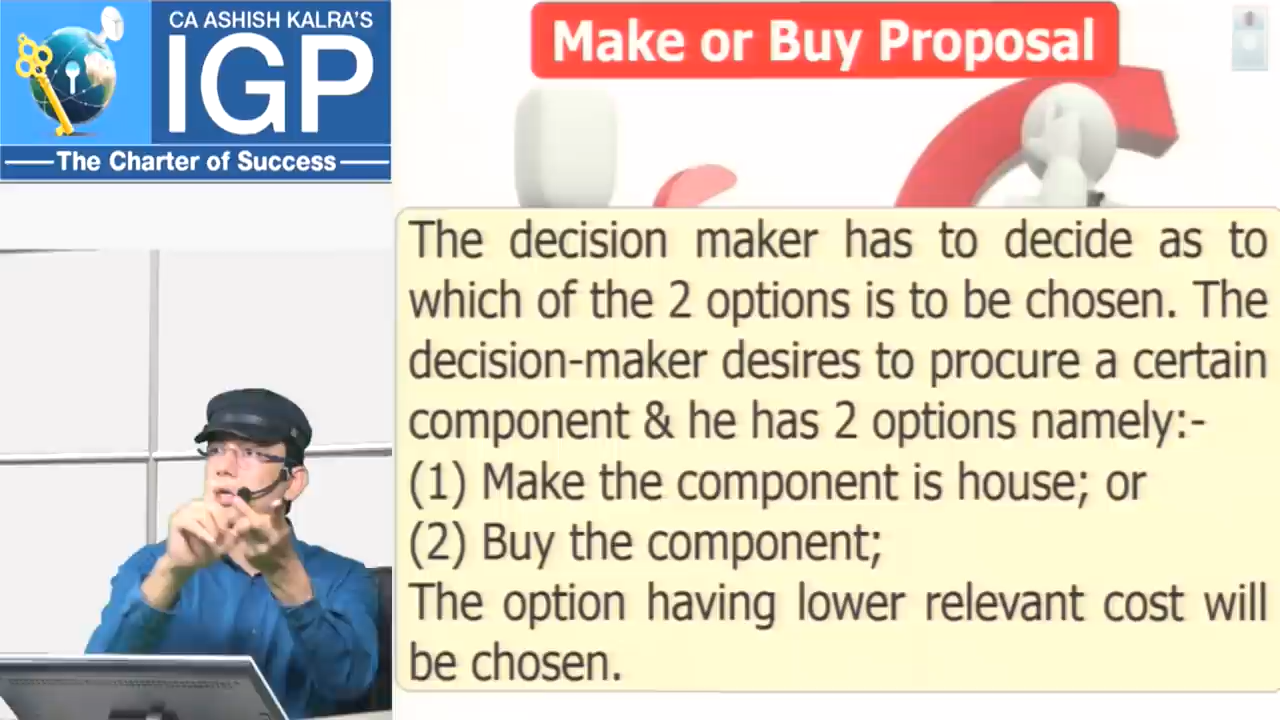 CA ASHISH KALRA'S
IGP
The Charter of Success
Make or Buy Proposal
The decision maker has to decide as to
which of the 2 options is to be chosen. The
decision-maker desires to procure a certain
component & he has 2 options namely:-
(1) Make the component is house; or
(2) Buy the component;
The option having lower relevant cost will
be chosen.